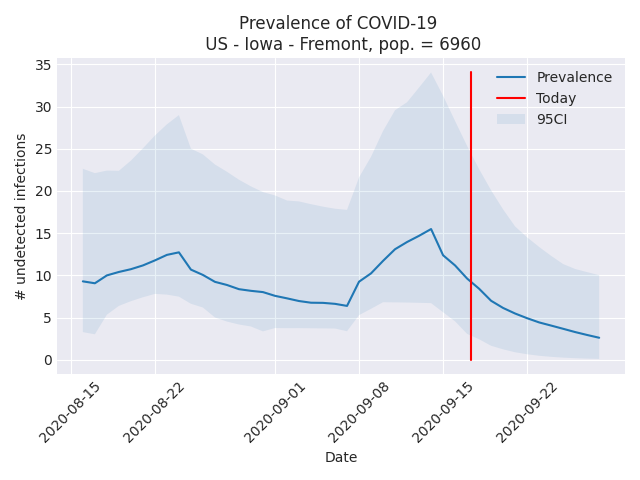 Prevalence of COVID-19
US - Iowa - Fremont, pop. = 6960
# undetected infections
35
30
25
20
15
10
5
0
Prevalence
Today
95CI
2020-08-15
2020-08-22
2020-09-01
2020-09-08
2020-09-15
2020-09-22
Date